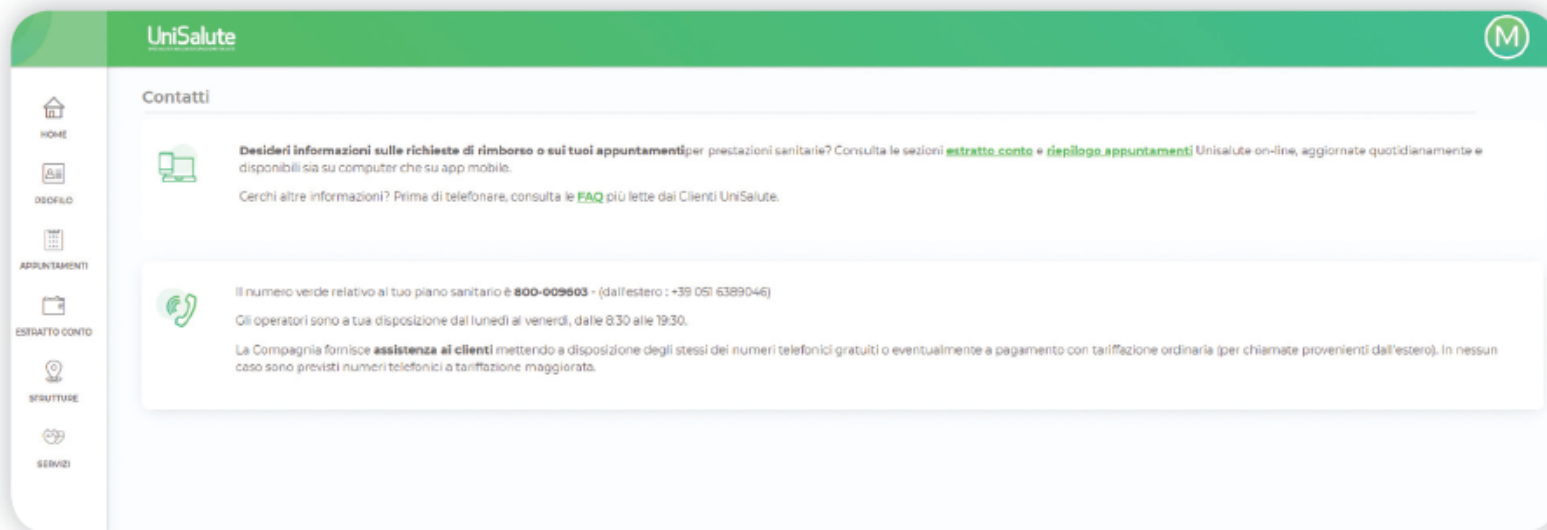 UniSalute
M
Contatti
HOME
PROFILO
APPUNTAMENTI
ESTRATTO CONTO
STRUTTURE
SERVIZI
Desideri informazioni sulle richieste di rimborso o sui tuoi appuntamentiper prestazioni sanitarie? Consulta le sezioni estratto conto e riepilogo appuntamenti Unisalute on-line, aggiornate quotidianamente e
disponibili sia su computer che su app mobile.
Cerchi altre informazioni? Prima di telefonare, consulta le FAQ più lette dai Clienti UniSalute.
Il numero verde relativo al tuo piano sanitario è 800-009603 - (dall'estero : +39 051 6389046)
Gli operatori sono a tua disposizione dal lunedì al venerdì, dalle 8:30 alle 19:30.
La Compagnia fornisce assistenza ai clienti mettendo a disposizione degli stessi dei numeri telefonici gratuiti o eventualmente a pagamento con tariffazione ordinaria (per chiamate provenienti dall'estero). In nessun
caso sono previsti numeri telefonici a tariffazione maggiorata.